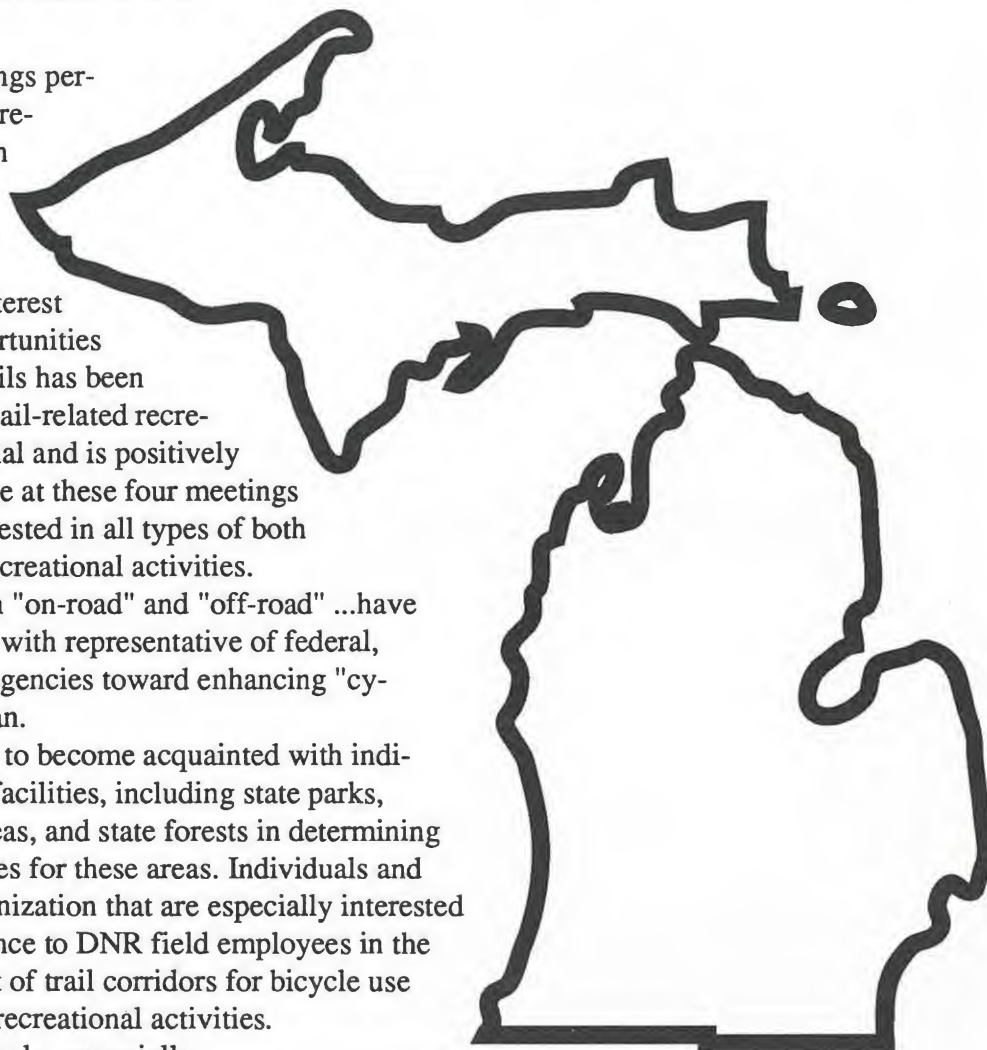 ngs per-
re-
n
terest
rtunities
ils has been
ail-related recre-
al and is positively
e at these four meetings
ested in all types of both
creational activities.
n "on-road" and "off-road" ...have
with representative of federal,
gencies toward enhancing "cy-
an.
to become acquainted with indi-
facilities, including state parks,
eas, and state forests in determining
es for these areas. Individuals and
nization that are especially interested
nce to DNR field employees in the
t of trail corridors for bicycle use
recreational activities.